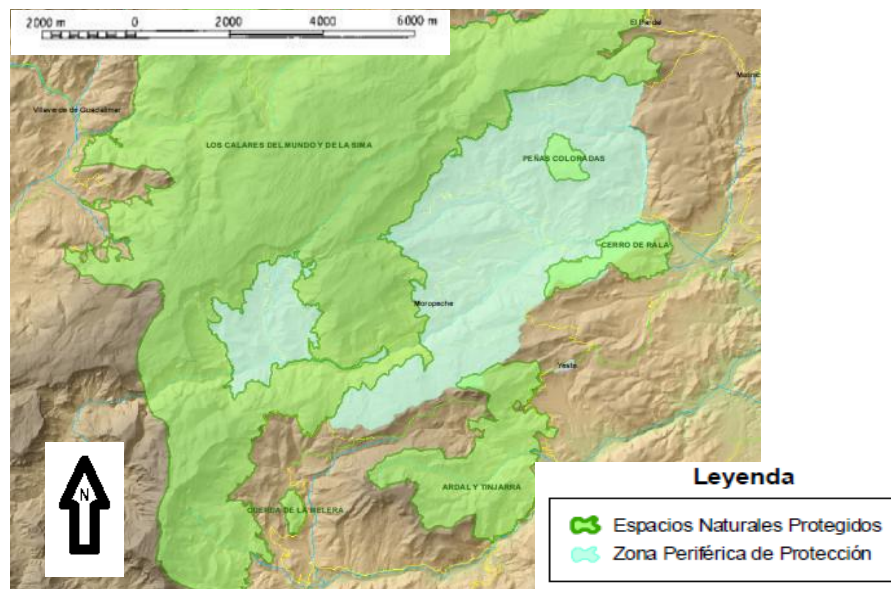 2000 m 0 2000 4000 6000 m
El Pardal
Villaverde de Guadalimar
LOS CALARES DEL MUNDO Y DE LA SIMA
PEÑAS COLORADAS
CERRO DE RALA
Moropeche
Yeste
ARDAL Y TINJARRA
CUERDA DE LA MELERA
N
Leyenda
Espacios Naturales Protegidos
Zona Periférica de Protección